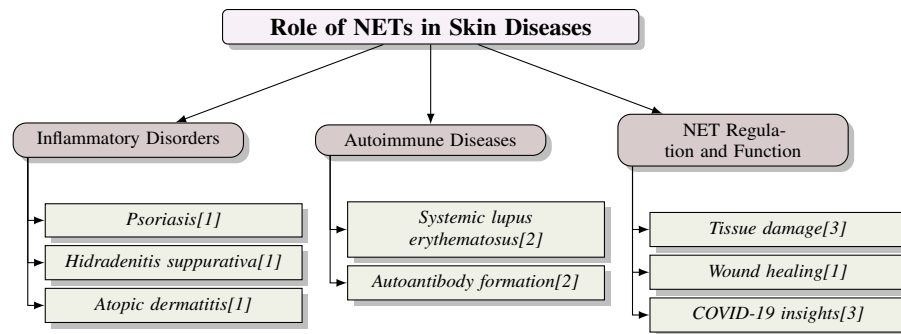 Role of NETs in Skin Diseases
Inflammatory Disorders
Psoriasis[1]
Hidradenitis suppurativa[1]
Atopic dermatitis[1]
Autoimmune Diseases
Systemic lupus
erythematosus[2]
Autoantibody formation[2]
NET Regula-
tion and Function
Tissue damage[3]
Wound healing[1]
COVID-19 insights[3]